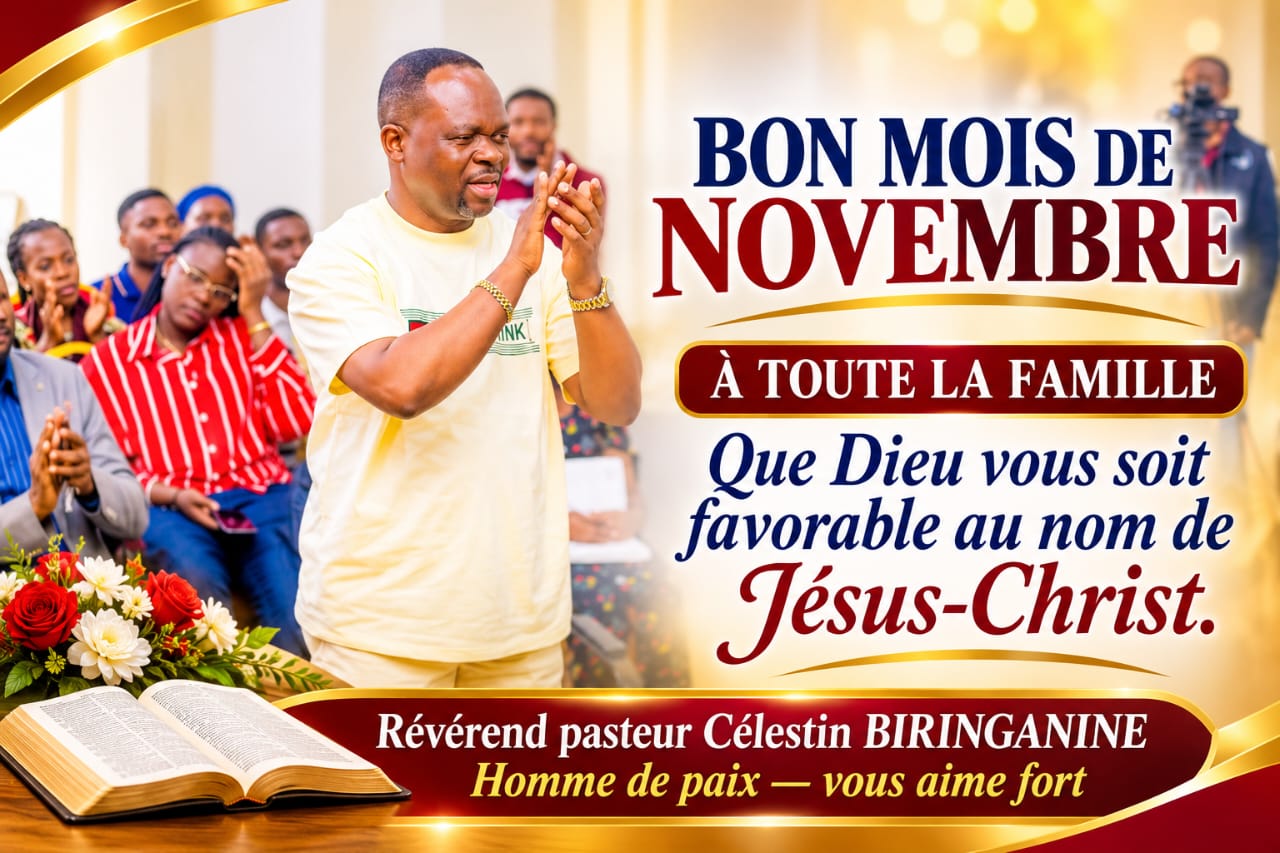 BON MOIS DE
NOVEMBRE
À TOUTE LA FAMILLE
Que Dieu vous soit
favorable au nom de
Jésus-Christ.
Révérend pasteur Célestin BIRINGANINE
Homme de paix — vous aime fort